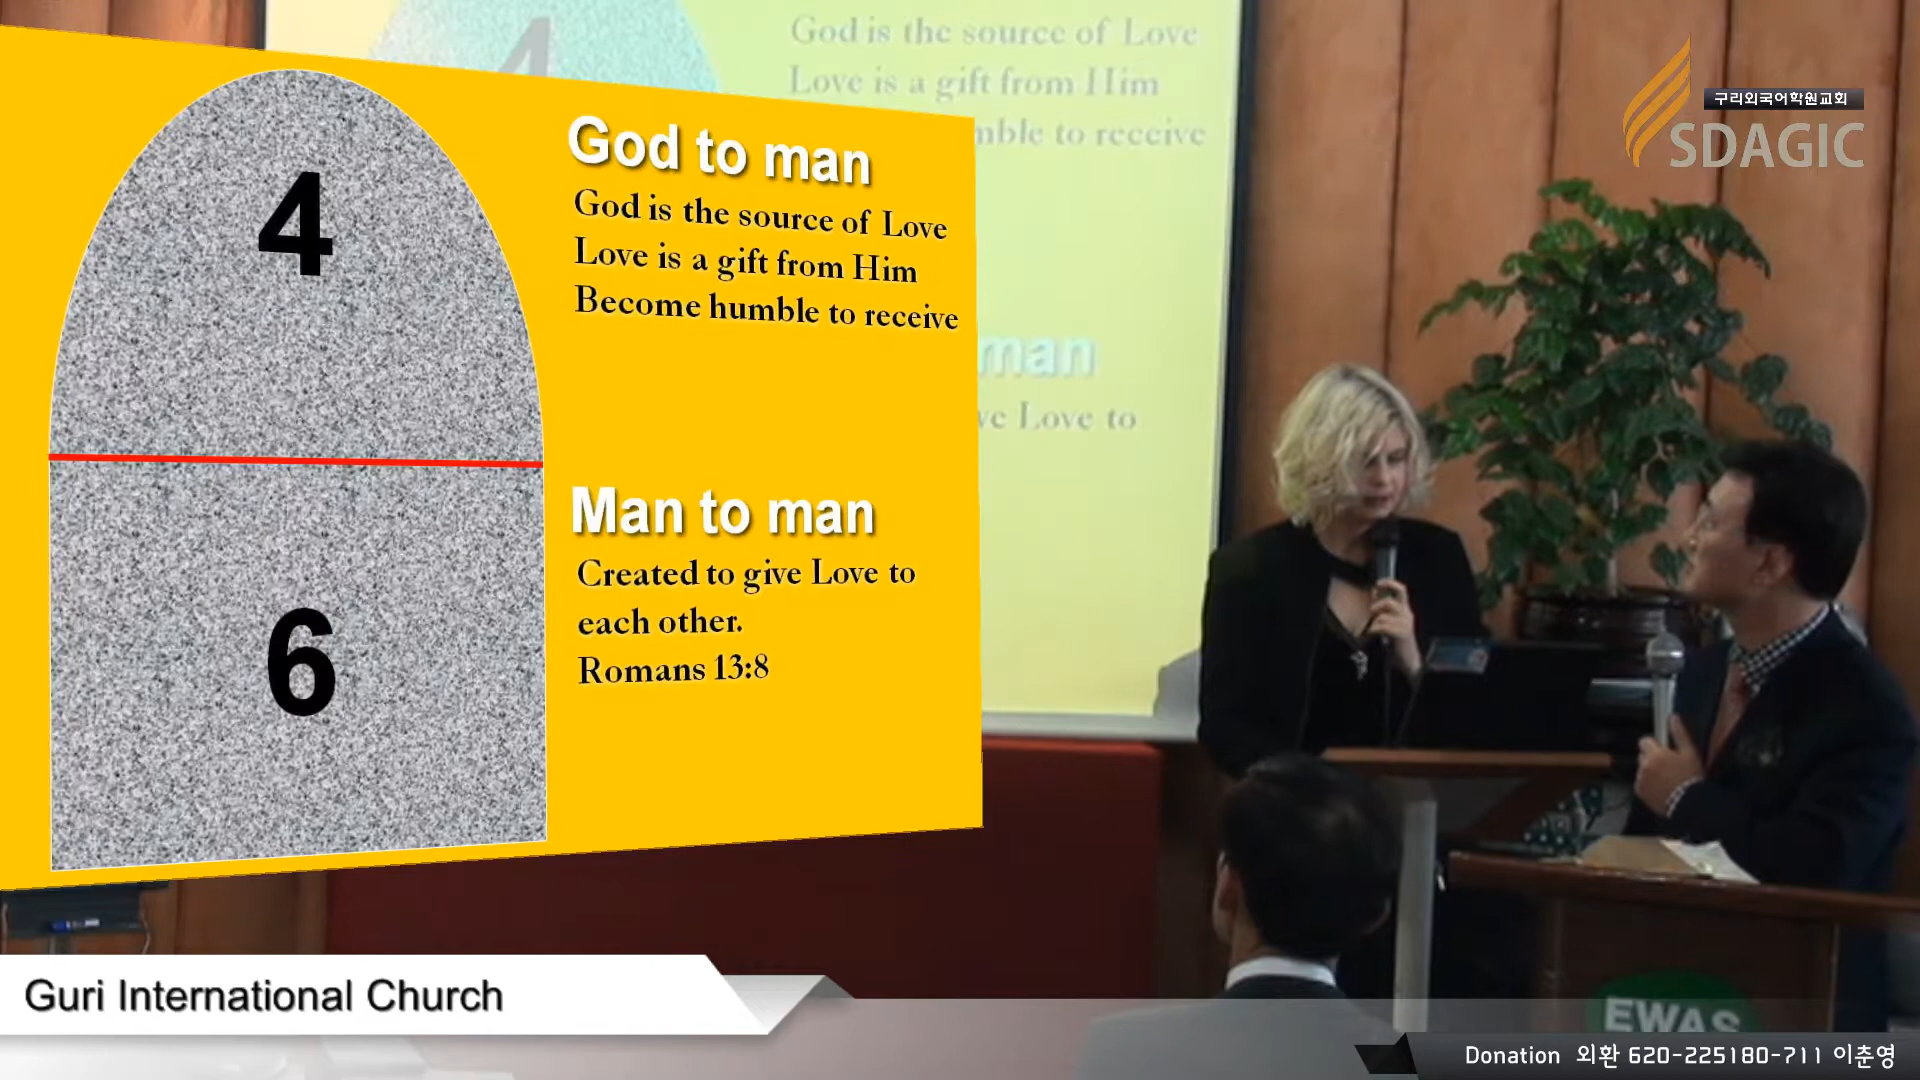 4
God to man
God is the source of Love
Love is a gift from Him
Become humble to receive
6
Man to man
Created to give Love to
each other.
Romans 13:8
4
God is the source of Love
Love is a gift from Him
mble to receive
man
ve Love to
구리외국어학원교회
SDAGIC
EWAS
Guri International Church
Donation 외환 620-225180-711 이춘영